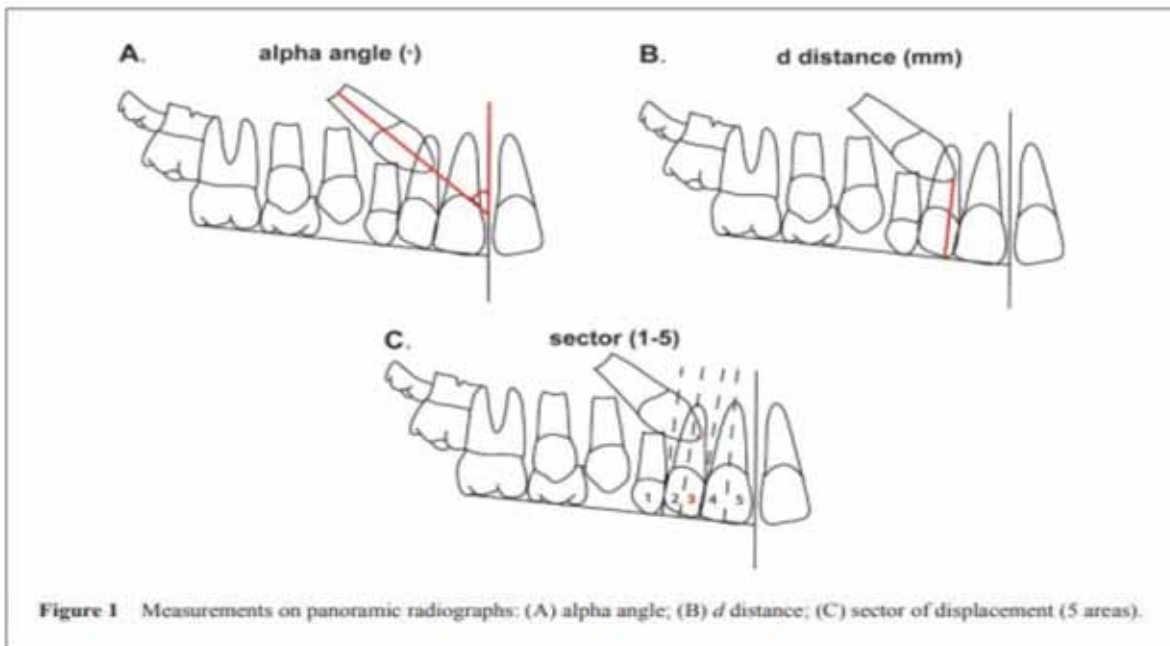 A. alpha angle (°)
B. d distance (mm)
C. sector (1-5)
1 2 3 4 5
Figure 1 Measurements on panoramic radiographs: (A) alpha angle; (B) d distance; (C) sector of displacement (5 areas).